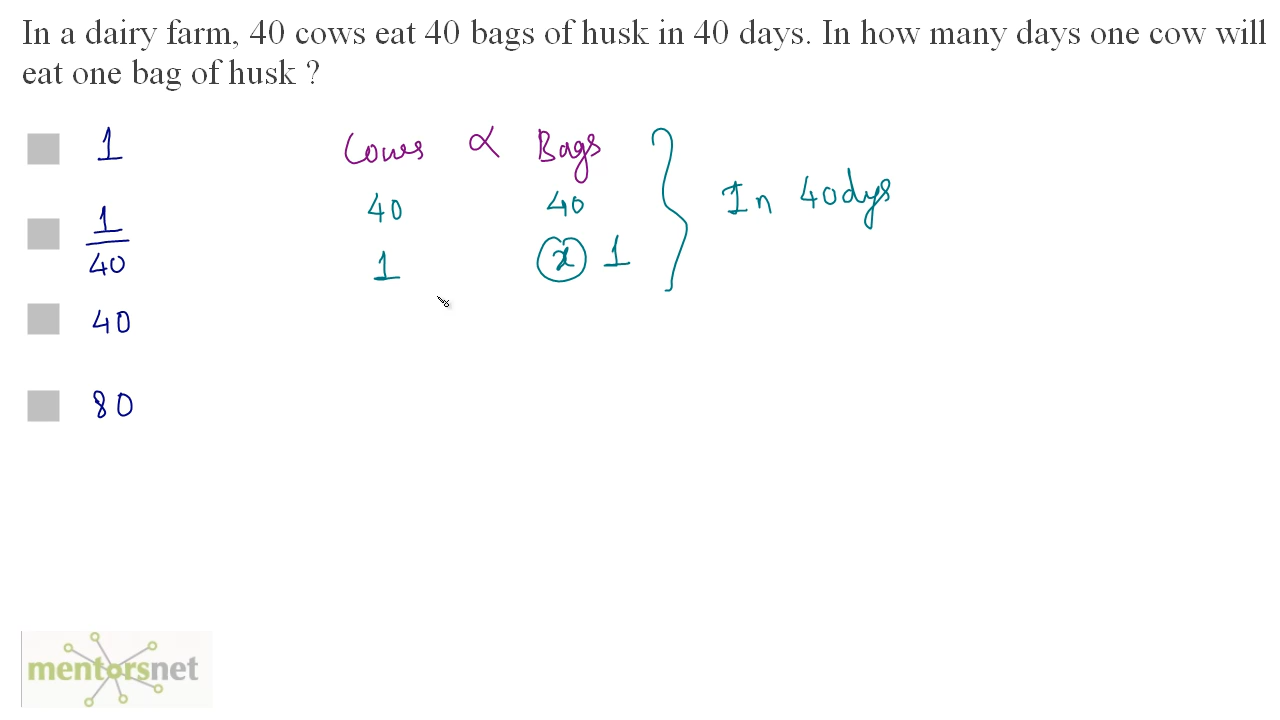 In a dairy farm, 40 cows eat 40 bags of husk in 40 days. In how many days one cow will
eat one bag of husk ?
1
1/40
40
80
Cows ∝ Bags
40 40
1 x 1
In 40dys
mentorsnet